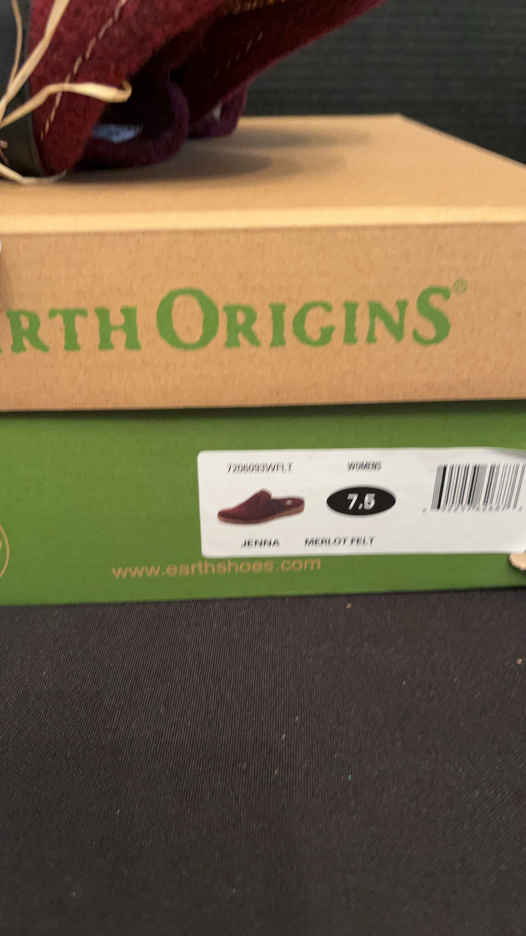 RTH ORIGINS®
7206093WFLT WOMENS
7.5
JENNA MERLOT FELT
www.earthshoes.com